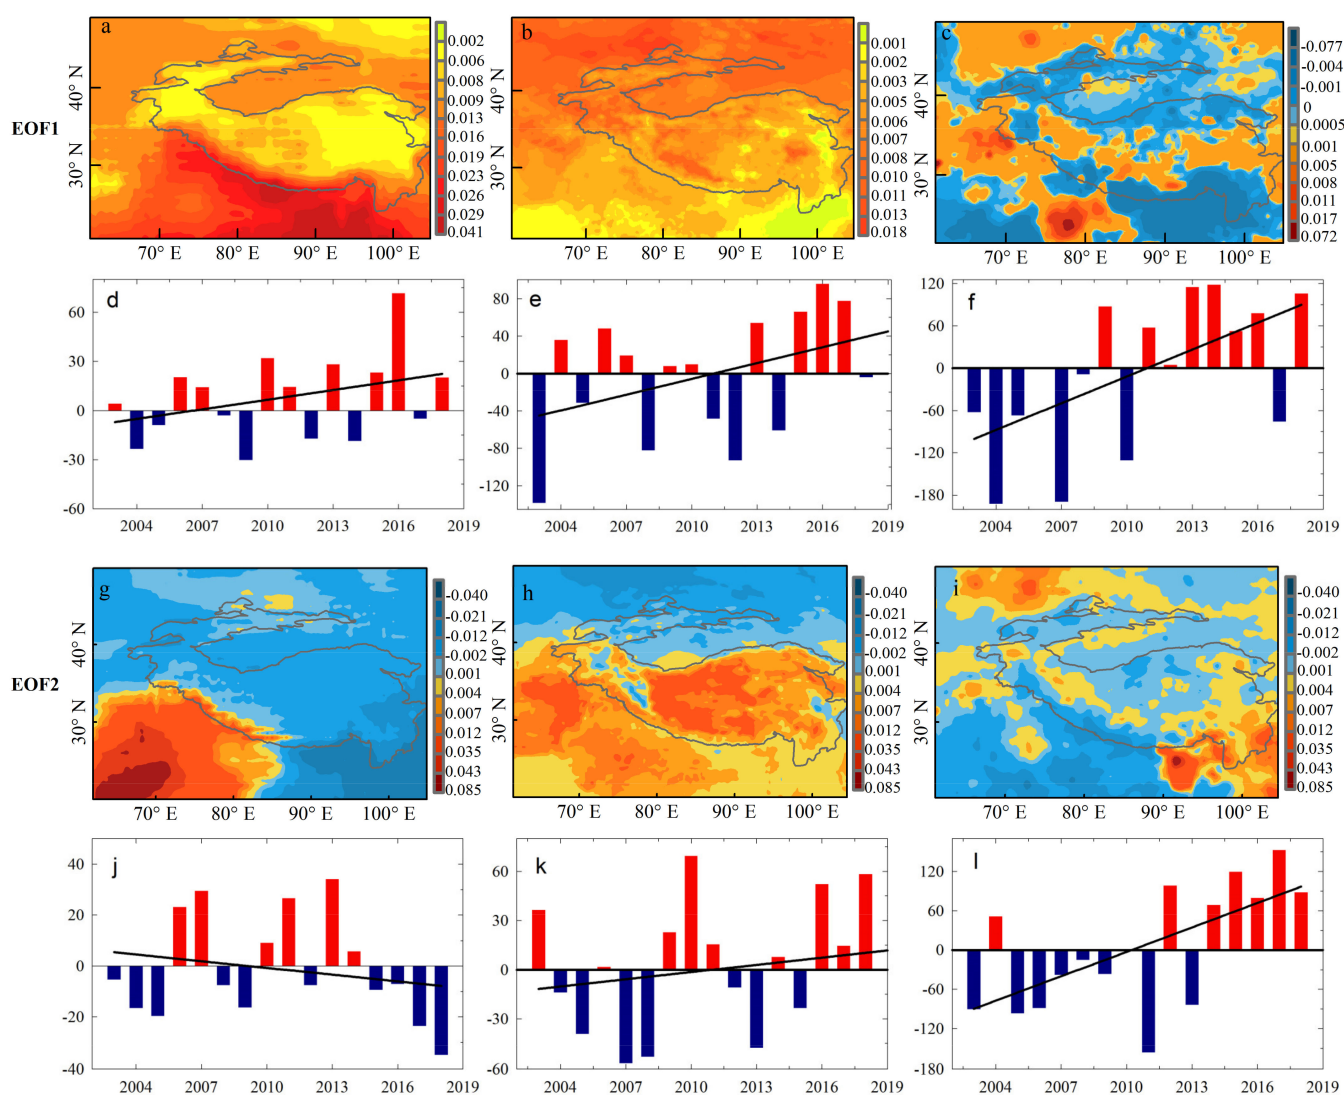 EOF1
a
40° N
30° N
70° E 80° E 90° E 100° E
0.002
0.006
0.008
0.009
0.013
0.016
0.019
0.023
0.026
0.029
0.041
b
40° N
30° N
70° E 80° E 90° E 100° E
0.001
0.002
0.003
0.005
0.006
0.007
0.008
0.010
0.011
0.013
0.018
c
40° N
30° N
70° E 80° E 90° E 100° E
-0.077
-0.004
-0.001
0
0.0005
0.001
0.005
0.008
0.011
0.017
0.072
d
60
30
0
-30
-60
2004 2007 2010 2013 2016 2019
e
80
40
0
-40
-80
-120
2004 2007 2010 2013 2016 2019
f
120
60
0
-60
-120
-180
2004 2007 2010 2013 2016 2019
EOF2
g
40° N
30° N
70° E 80° E 90° E 100° E
-0.040
-0.021
-0.012
-0.002
0.001
0.004
0.007
0.012
0.035
0.043
0.085
h
40° N
30° N
70° E 80° E 90° E 100° E
-0.040
-0.021
-0.012
-0.002
0.001
0.004
0.007
0.012
0.035
0.043
0.085
i
40° N
30° N
70° E 80° E 90° E 100° E
-0.040
-0.021
-0.012
-0.002
0.001
0.004
0.007
0.012
0.035
0.043
0.085
j
40
20
0
-20
-40
2004 2007 2010 2013 2016 2019
k
60
30
0
-30
-60
2004 2007 2010 2013 2016 2019
l
120
60
0
-60
-120
-180
2004 2007 2010 2013 2016 2019